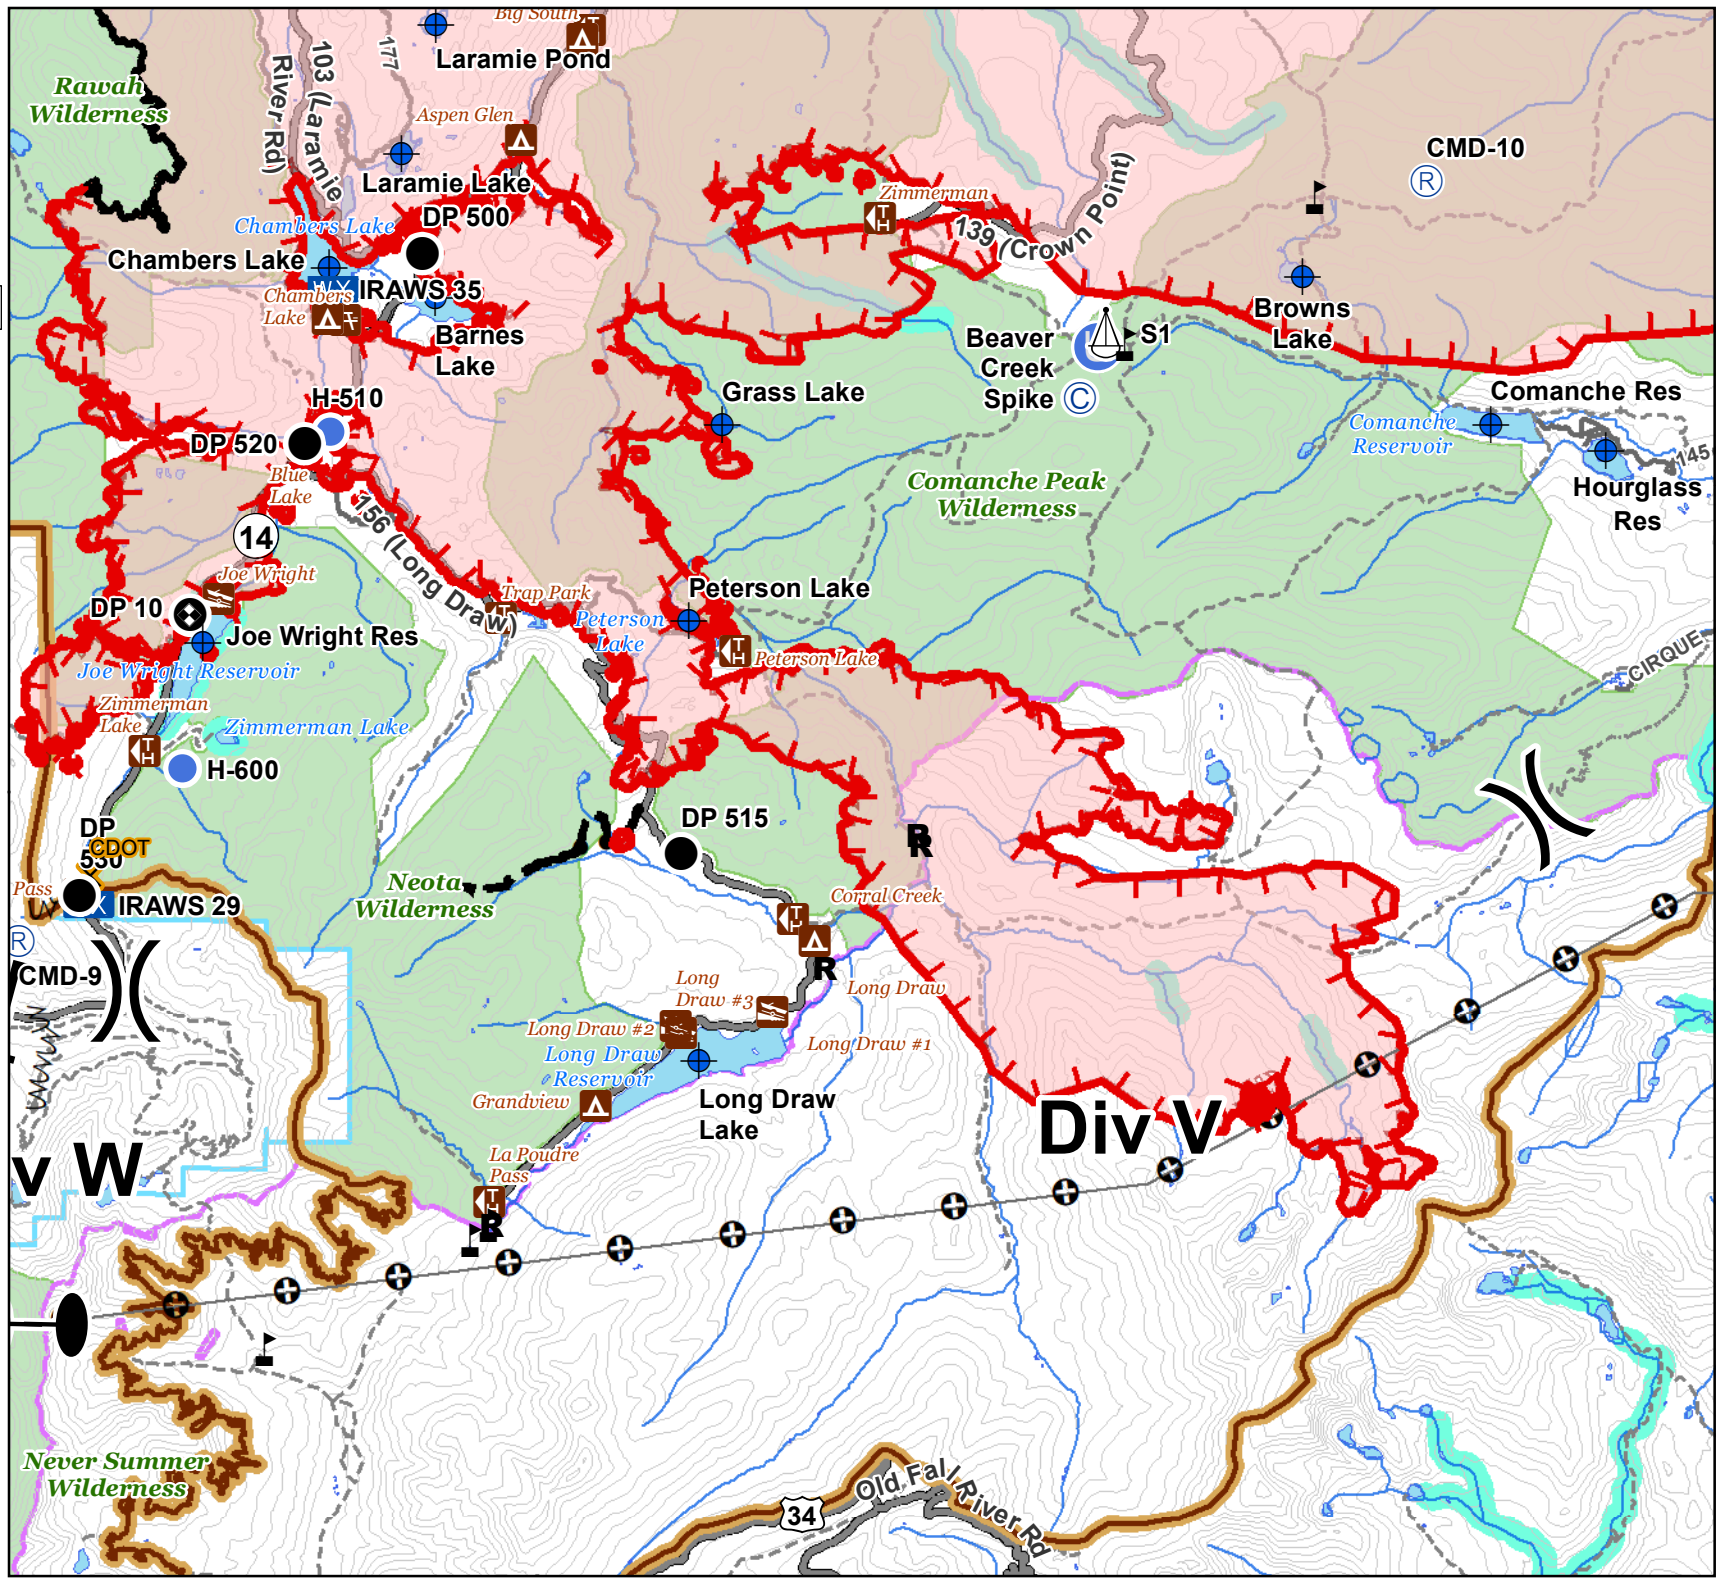 Big South
Laramie Pond
177
103 (Laramie
River Rd)
Rawah
Wilderness
Aspen Glen
Laramie Lake
DP 500
Chambers Lake
Chambers Lake
WX
IRAWS 35
Chambers
Lake
Barnes
Lake
Zimmerman
T
H
139 (Crown Point)
CMD-10
R
Browns
Lake
Beaver
Creek
Spike
S1
C
Grass Lake
Comanche Res
Comanche
Reservoir
145
Hourglass
Res
Comanche Peak
Wilderness
H-510
DP 520
Blue
Lake
156 (Long Draw)
14
Joe Wright
DP 10
Joe Wright Res
Joe Wright Reservoir
Zimmerman
Lake
Zimmerman Lake
T
H
H-600
Trap Park
Peterson
Lake
Peterson Lake
T
H
Peterson Lake
CIRQUE
DP
530
CDOT
Pass
IRAWS 29
R
CMD-9
DP 515
R
R
Neota
Wilderness
Corral Creek
T
H
R
Long Draw
Long
Draw #3
Long Draw #2
Long Draw #1
Long Draw
Reservoir
Grandview
Long Draw
Lake
Div V
v W
La Poudre
Pass
T
H
R
Never Summer
Wilderness
34
Old Fall River Rd